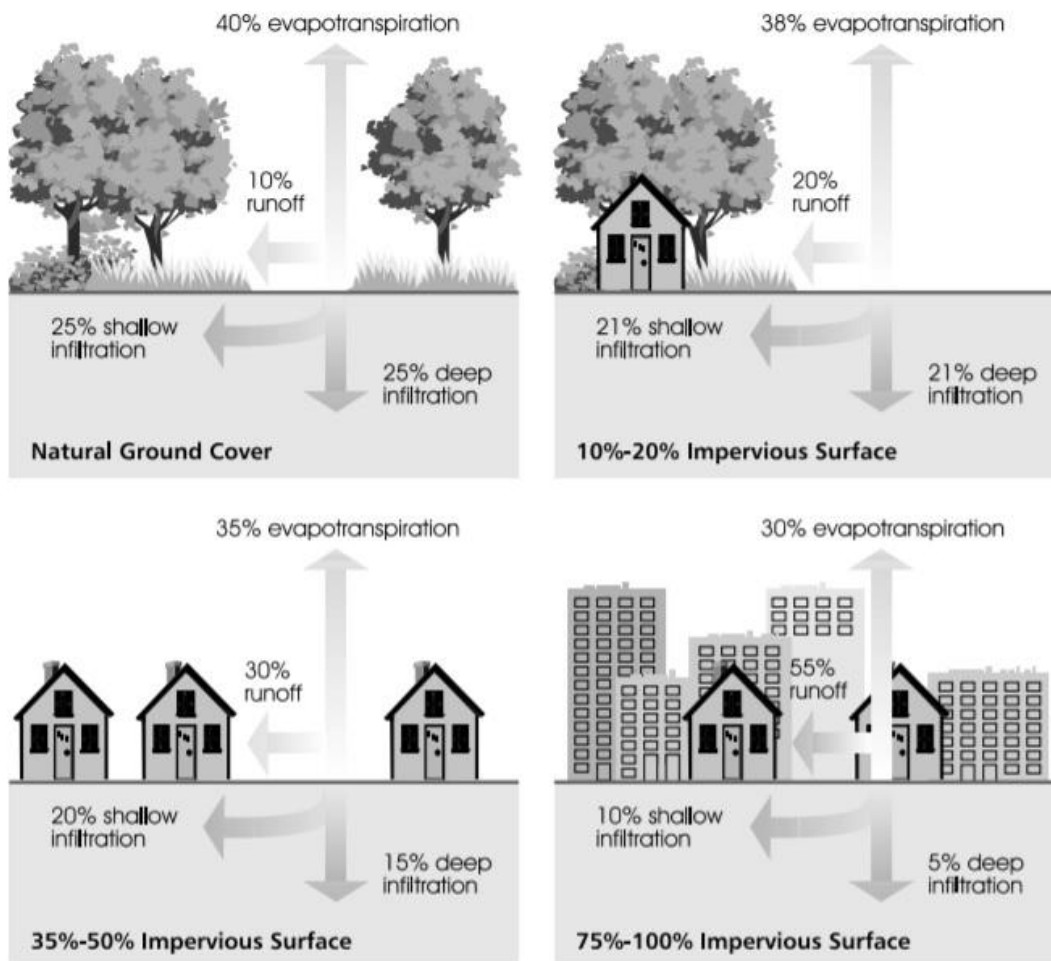 40% evapotranspiration
10%
runoff
25% shallow
infiltration
25% deep
infiltration
Natural Ground Cover
38% evapotranspiration
20%
runoff
21% shallow
infiltration
21% deep
infiltration
10%-20% Impervious Surface
35% evapotranspiration
30%
runoff
20% shallow
infiltration
15% deep
infiltration
35%-50% Impervious Surface
30% evapotranspiration
55%
runoff
10% shallow
infiltration
5% deep
infiltration
75%-100% Impervious Surface